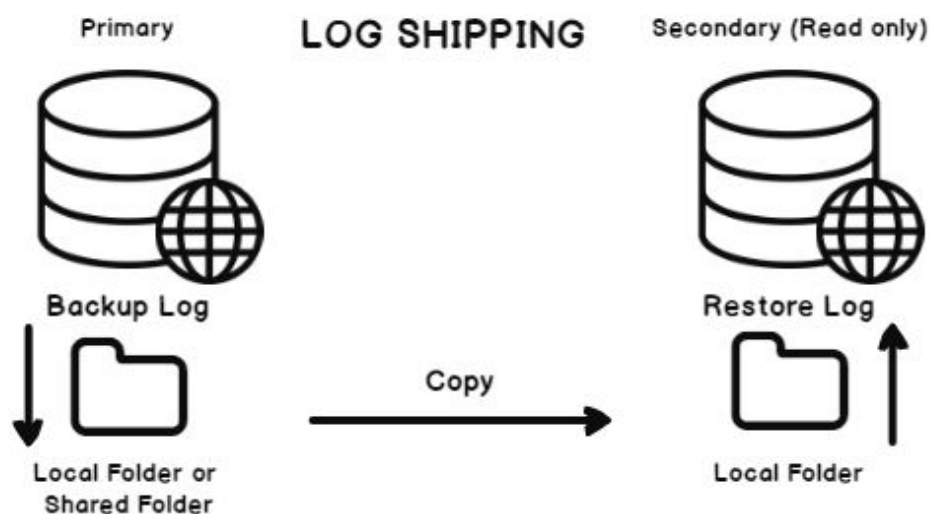 Primary
LOG SHIPPING
Secondary (Read only)
Backup Log
Restore Log
Copy
Local Folder or
Shared Folder
Local Folder